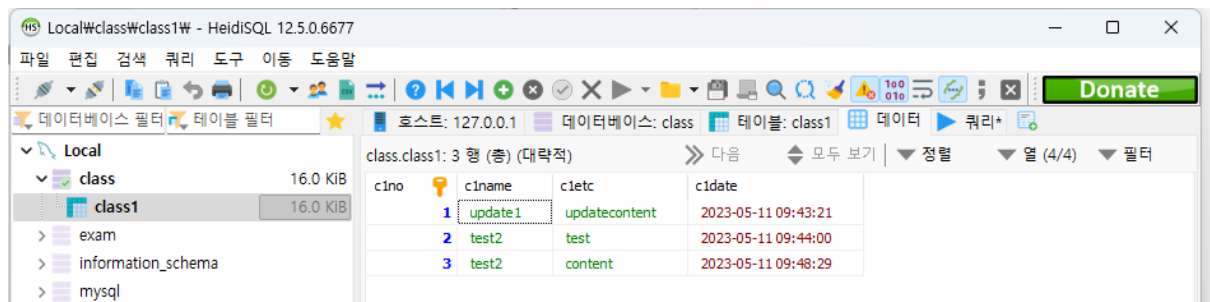 Local₩class₩class1₩ - HeidiSQL 12.5.0.6677
파일 편집 검색 쿼리 도구 이동 도움말
Donate
데이터베이스 필터 테이블 필터 호스트: 127.0.0.1 데이터베이스: class 테이블: class1 데이터 쿼리*
Local
class 16.0 KiB
class1 16.0 KiB
exam
information_schema
mysql
class.class1: 3 행 (총) (대략적) 다음 모두 보기 정렬 열 (4/4) 필터
c1no c1name c1etc c1date
1 update1 updatecontent 2023-05-11 09:43:21
2 test2 test 2023-05-11 09:44:00
3 test2 content 2023-05-11 09:48:29